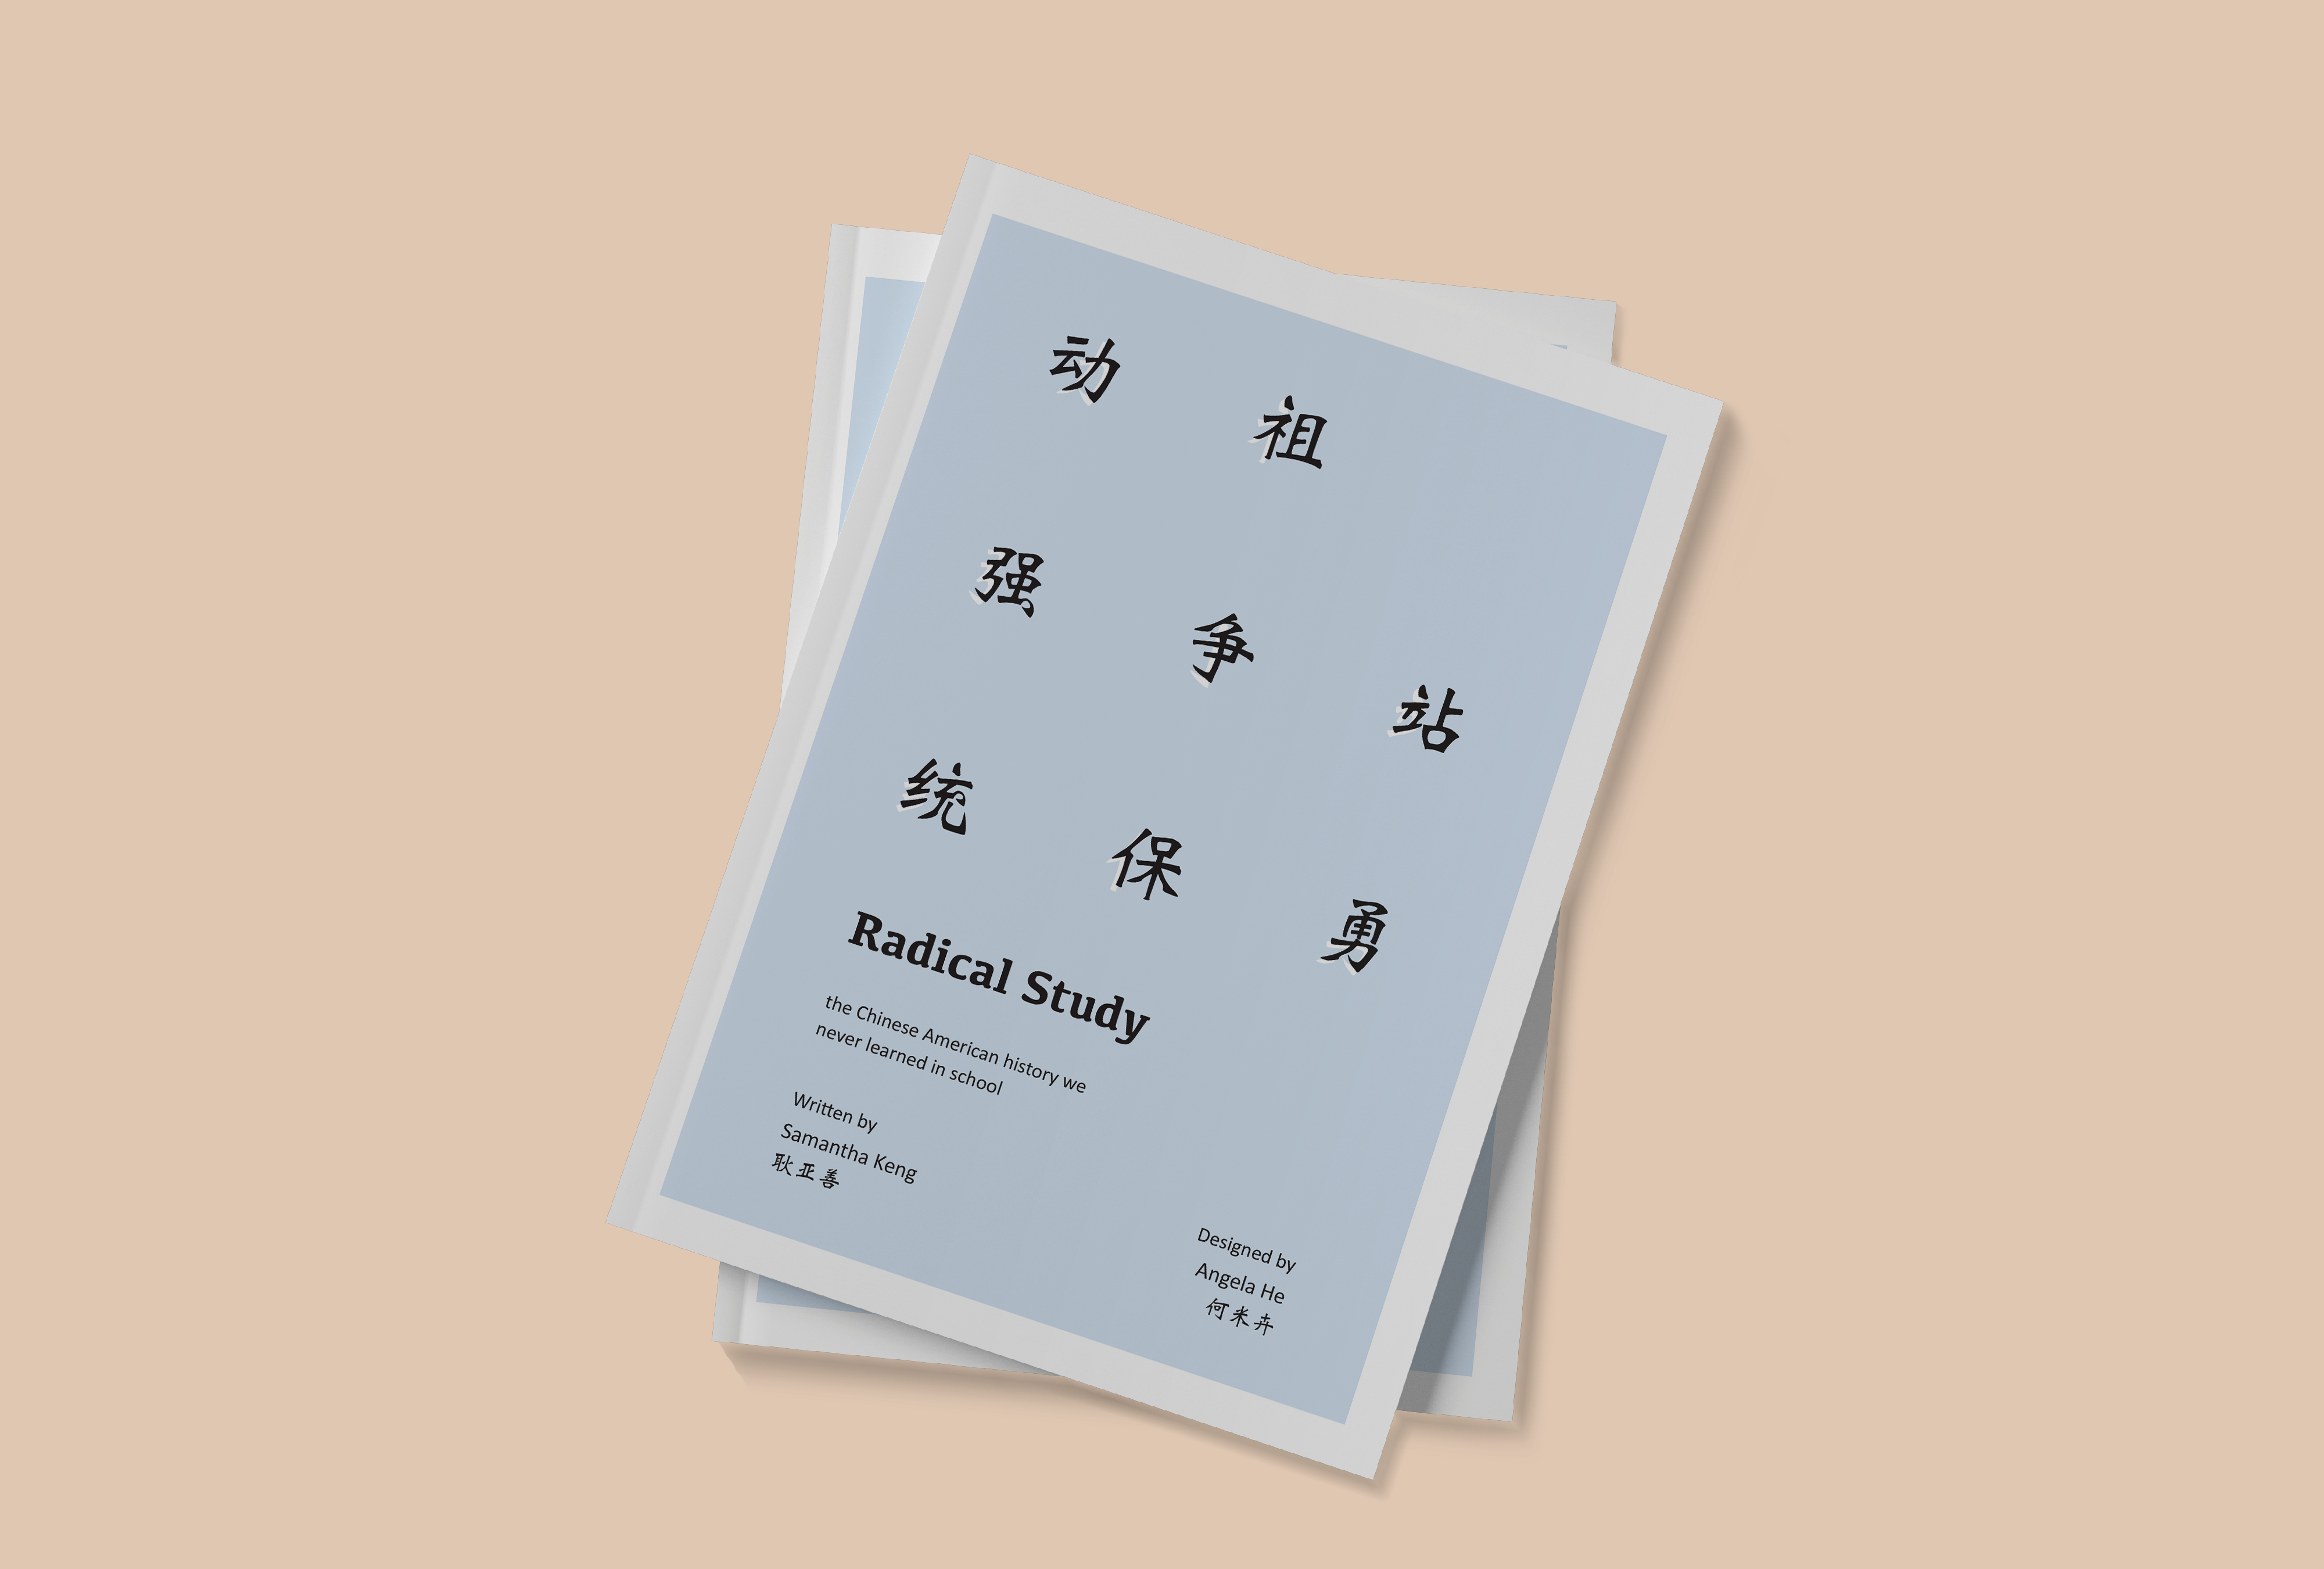 动 祖
强 争 站
统 保 勇
Radical Study
the Chinese American history we
never learned in school
Written by
Samantha Keng
耿亚善
Designed by
Angela He
何米卉